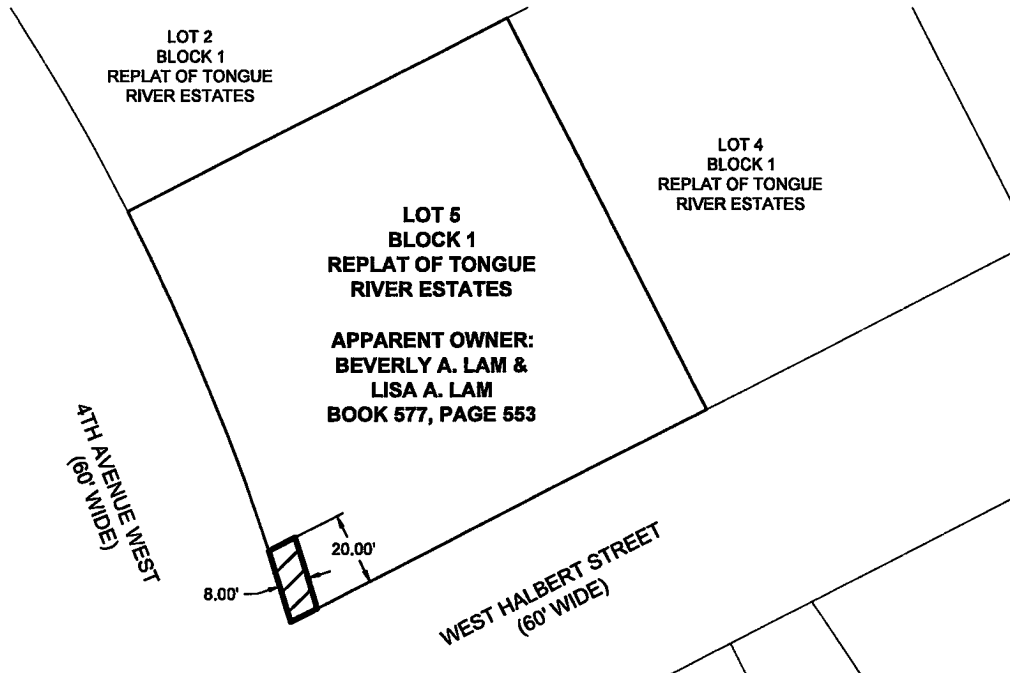 LOT 2
BLOCK 1
REPLAT OF TONGUE
RIVER ESTATES
LOT 4
BLOCK 1
REPLAT OF TONGUE
RIVER ESTATES
LOT 5
BLOCK 1
REPLAT OF TONGUE
RIVER ESTATES
APPARENT OWNER:
BEVERLY A. LAM &
LISA A. LAM
BOOK 577, PAGE 553
4TH AVENUE WEST
(60' WIDE)
20.00'
8.00'
WEST HALBERT STREET
(60' WIDE)